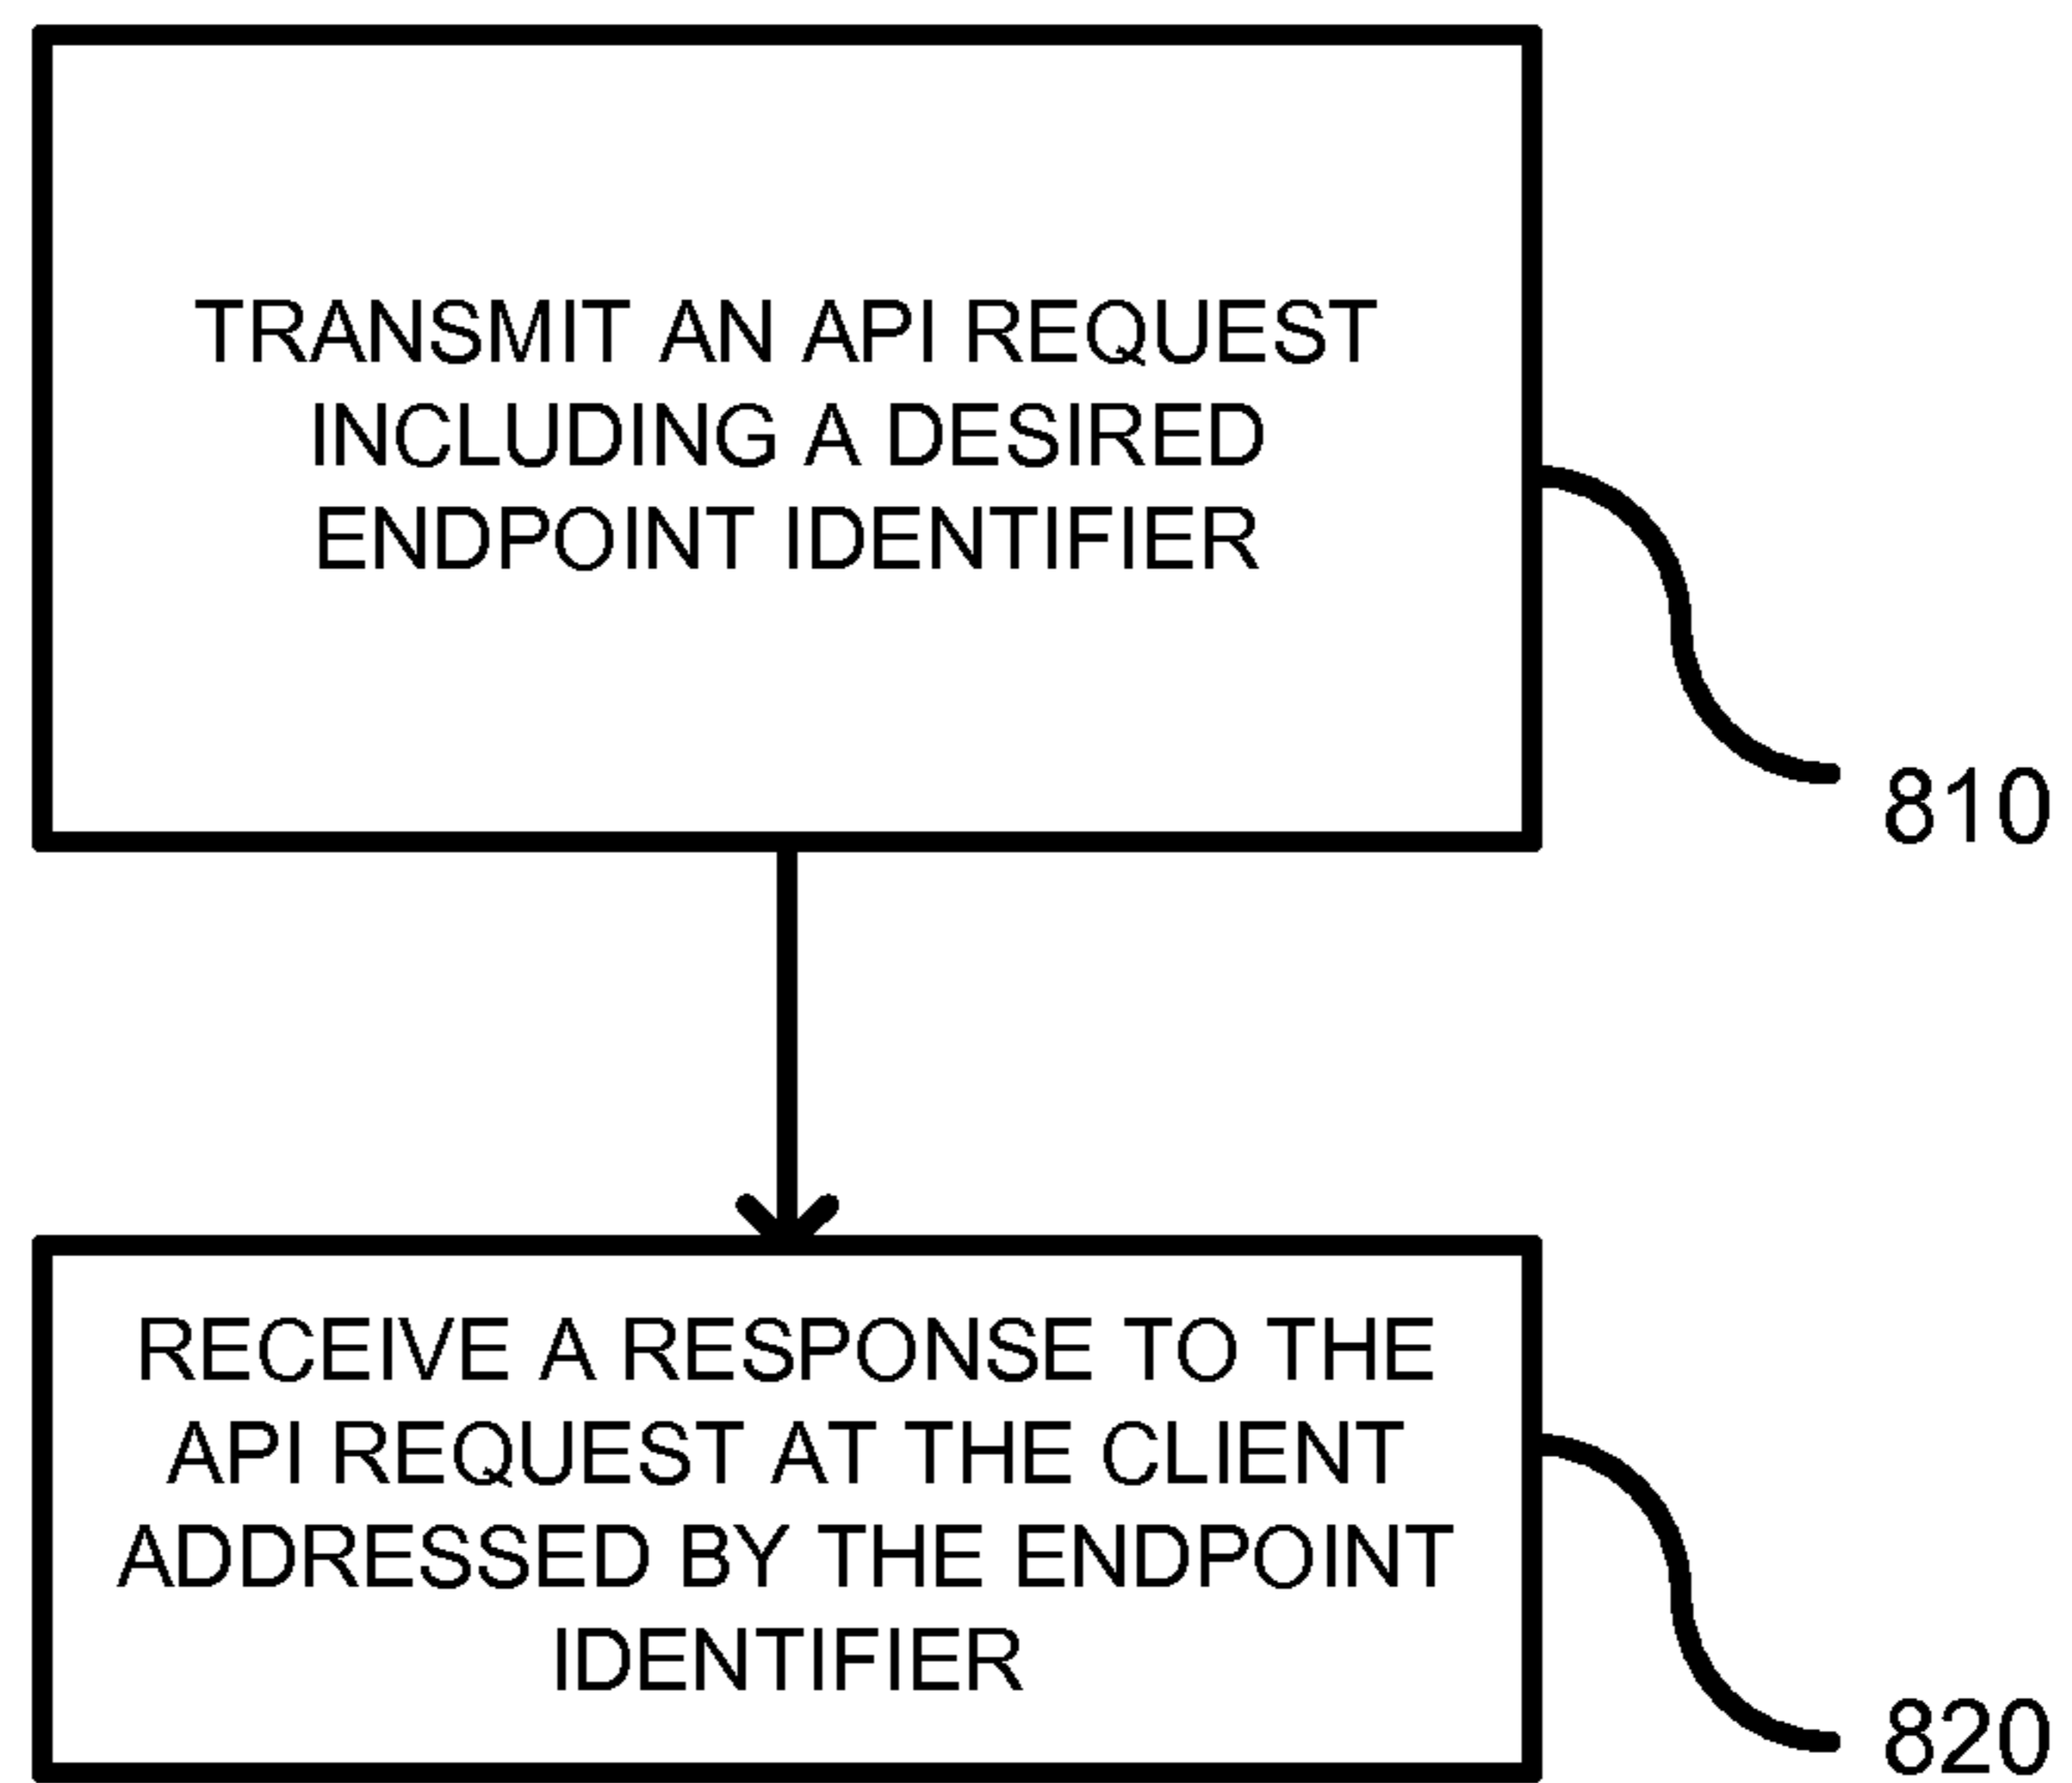 TRANSMIT AN API REQUEST
INCLUDING A DESIRED
ENDPOINT IDENTIFIER
810
RECEIVE A RESPONSE TO THE
API REQUEST AT THE CLIENT
ADDRESSED BY THE ENDPOINT
IDENTIFIER
820